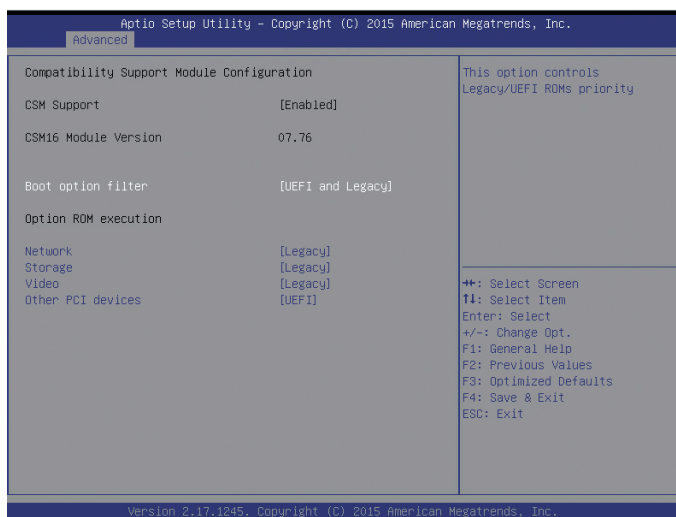 Aptio Setup Utility – Copyright (C) 2015 American Megatrends, Inc.
Advanced
Compatibility Support Module Configuration
CSM Support [Enabled]
CSM16 Module Version 07.76
Boot option filter [UEFI and Legacy]
Option ROM execution
Network [Legacy]
Storage [Legacy]
Video [Legacy]
Other PCI devices [UEFI]
This option controls
Legacy/UEFI ROMs priority
→←: Select Screen
↑↓: Select Item
Enter: Select
+/-: Change Opt.
F1: General Help
F2: Previous Values
F3: Optimized Defaults
F4: Save & Exit
ESC: Exit
Version 2.17.1245. Copyright (C) 2015 American Megatrends, Inc.